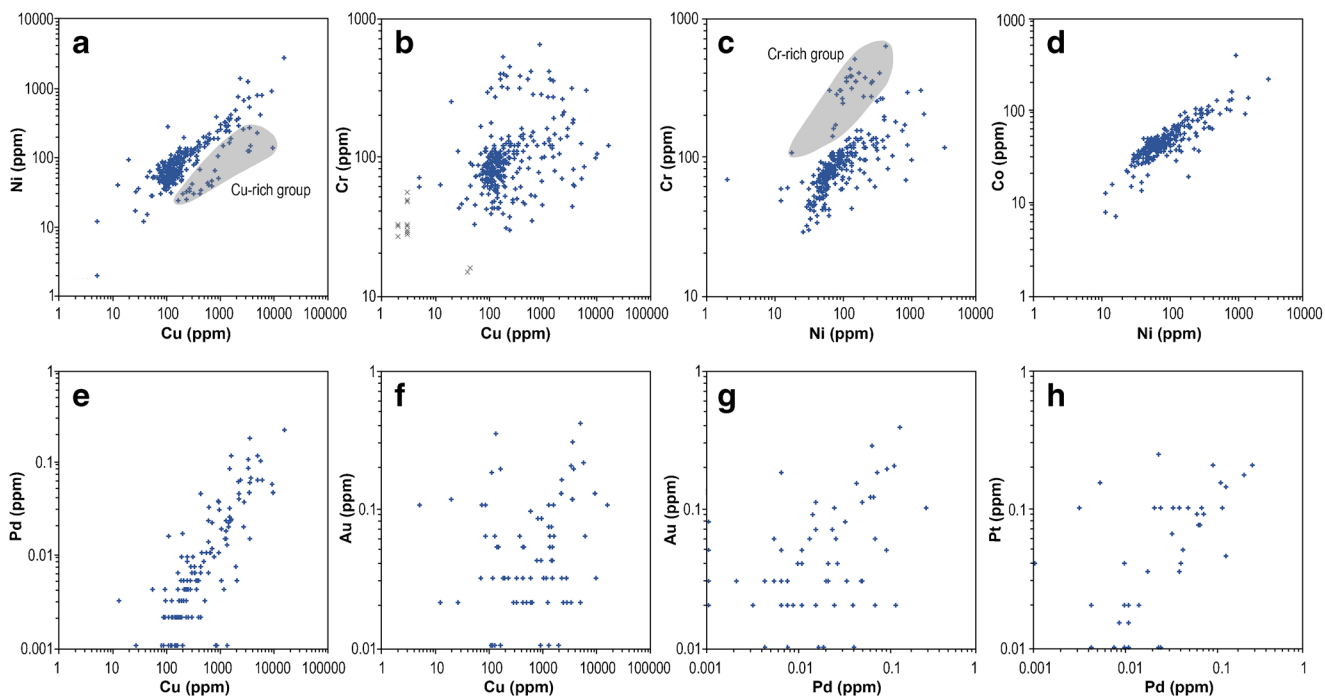 a
10000
1000
100
10
1
Ni (ppm)
Cu-rich group
1 10 100 1000 10000 100000
Cu (ppm)
b
1000
100
10
Cr (ppm)
1 10 100 1000 10000 100000
Cu (ppm)
c
1000
100
10
Cr (ppm)
Cr-rich group
1 10 100 1000 10000
Ni (ppm)
d
1000
100
10
1
Co (ppm)
1 10 100 1000 10000
Ni (ppm)
e
1
0.1
0.01
0.001
Pd (ppm)
1 10 100 1000 10000 100000
Cu (ppm)
f
1
0.1
0.01
Au (ppm)
1 10 100 1000 10000 100000
Cu (ppm)
g
1
0.1
0.01
Au (ppm)
0.001 0.01 0.1 1
Pd (ppm)
h
1
0.1
0.01
Pt (ppm)
0.001 0.01 0.1 1
Pd (ppm)